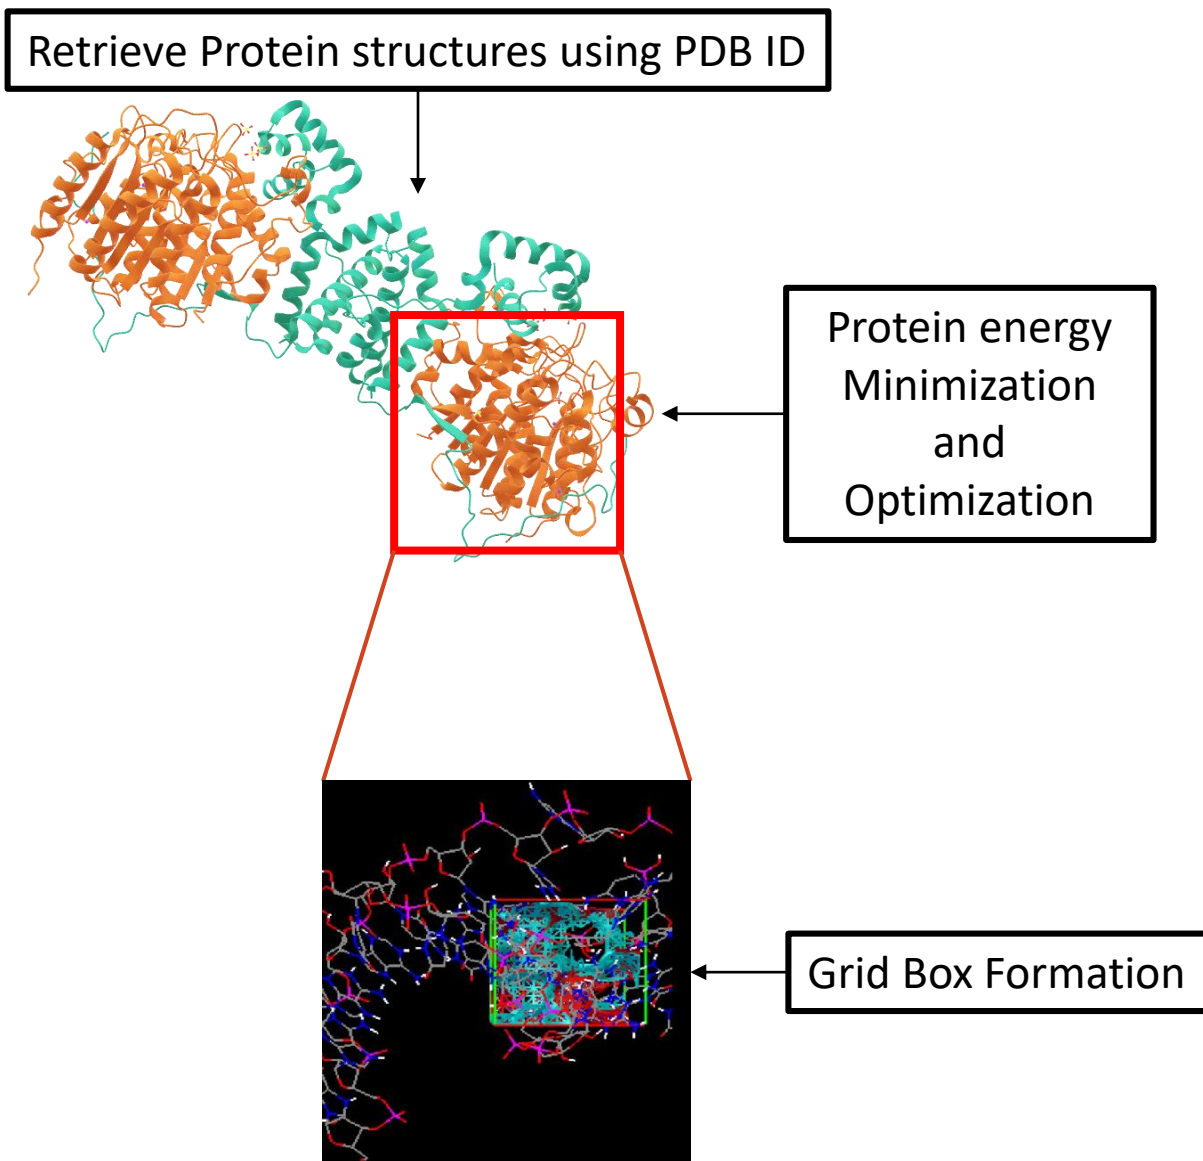 Retrieve Protein structures using PDB ID
Protein energy
Minimization
and
Optimization
Grid Box Formation